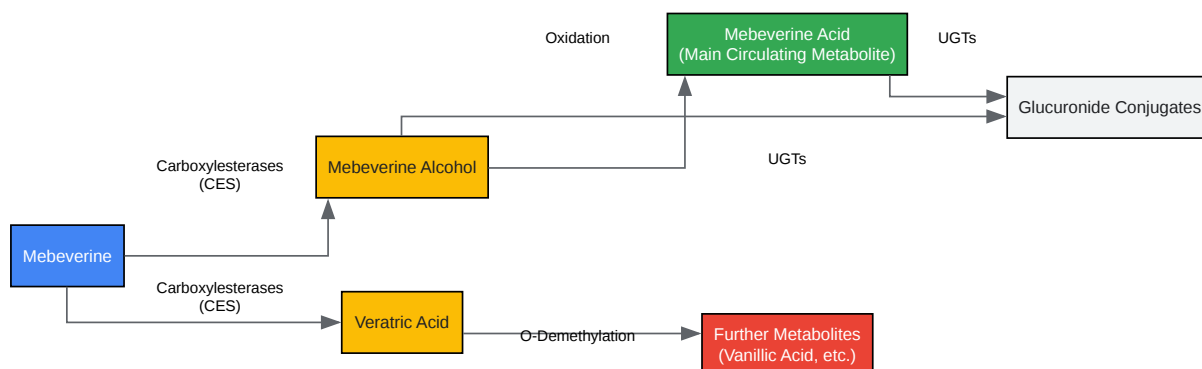 Oxidation
Mebeverine Acid
(Main Circulating Metabolite)
UGTs
Glucuronide Conjugates
Carboxylesterases
(CES)
Mebeverine Alcohol
UGTs
Mebeverine
Carboxylesterases
(CES)
Veratric Acid
O-Demethylation
Further Metabolites
(Vanillic Acid, etc.)